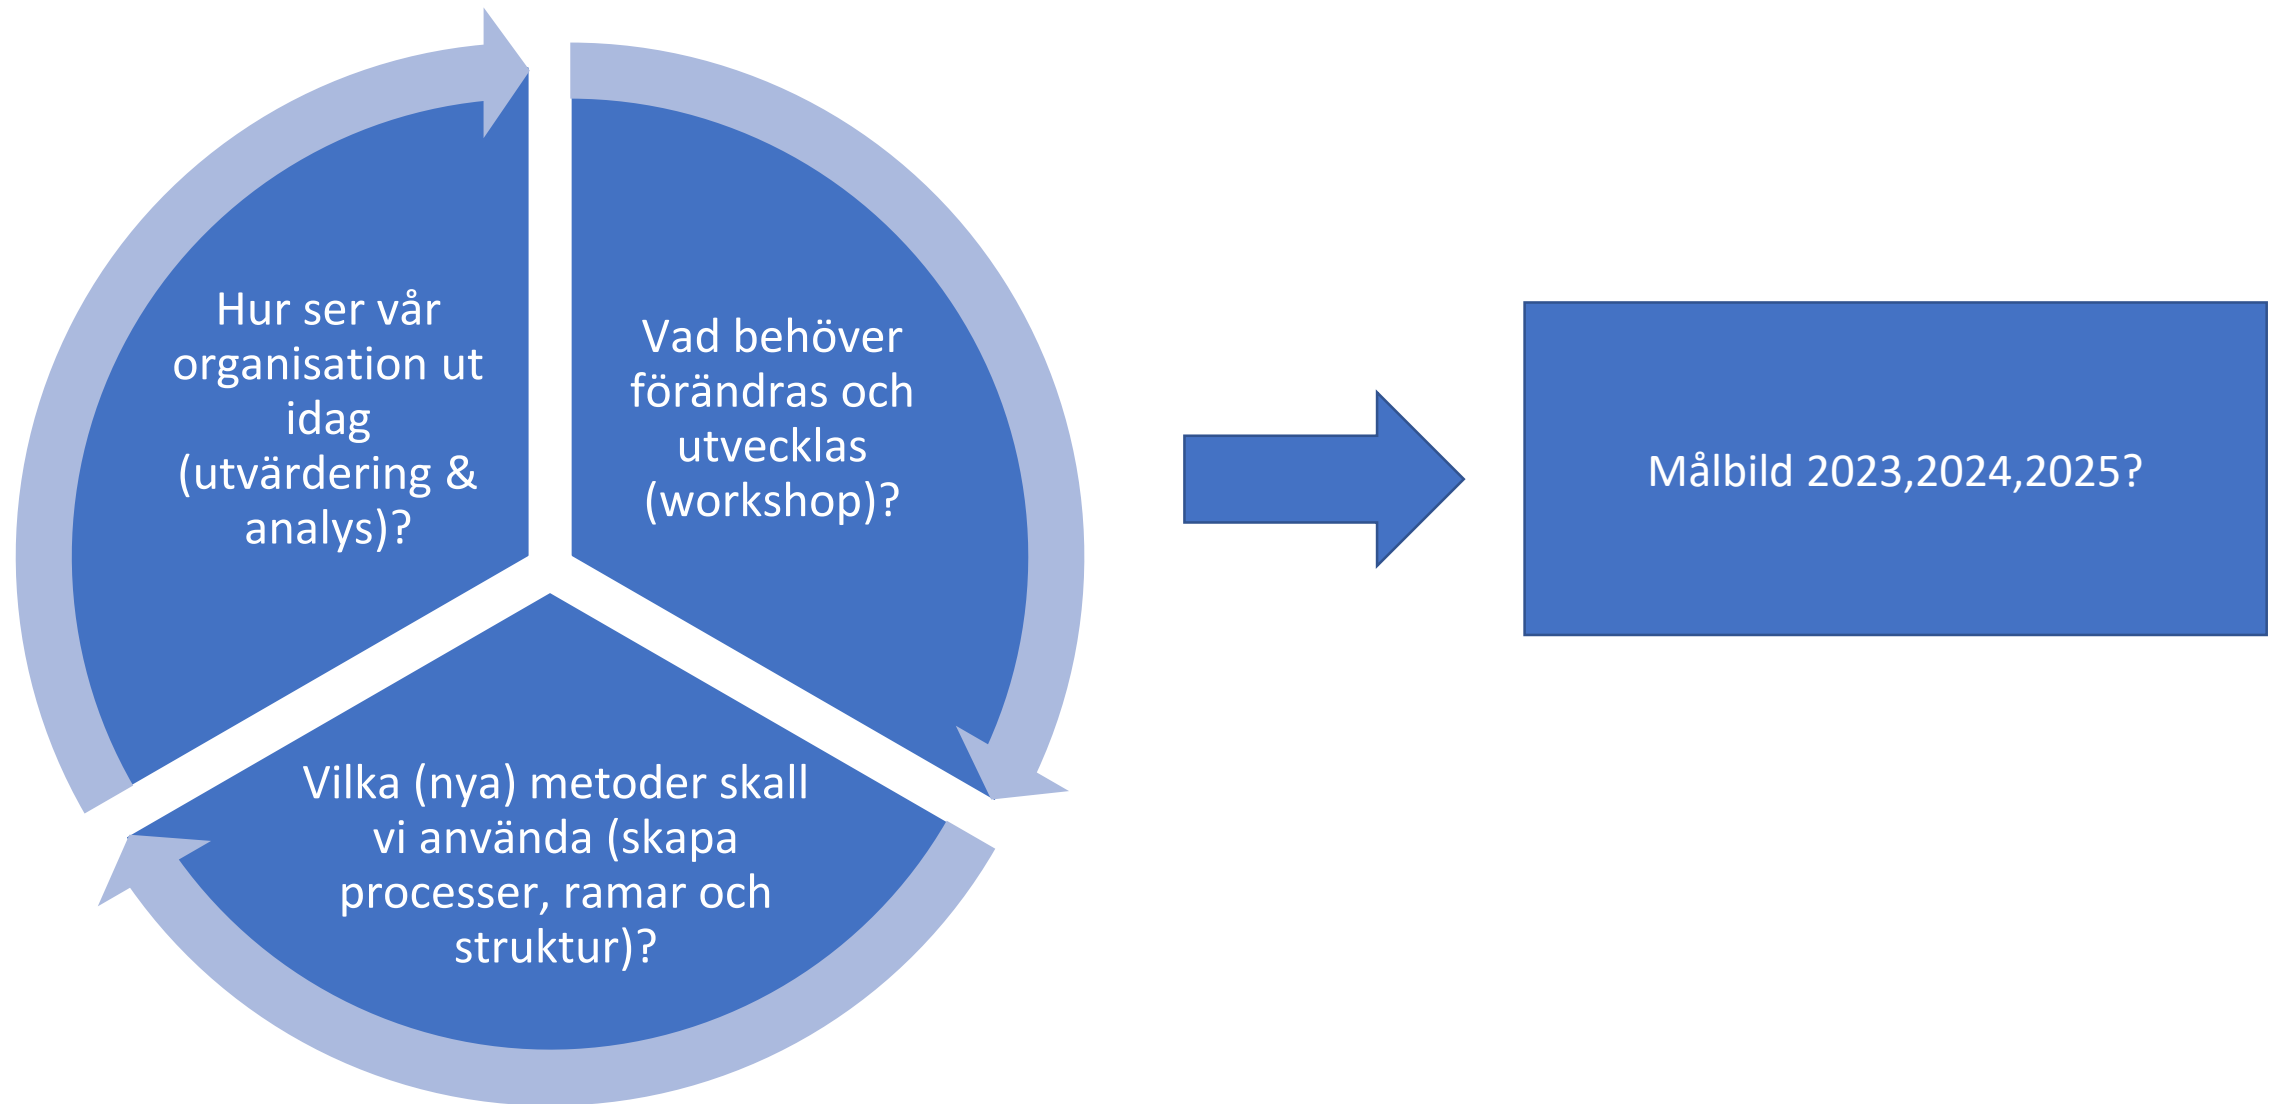 Hur ser vår
organisation ut
idag
(utvärdering &
analys)?
Vad behöver
förändras och
utvecklas
(workshop)?
Vilka (nya) metoder skall
vi använda (skapa
processer, ramar och
struktur)?
Målbild 2023,2024,2025?